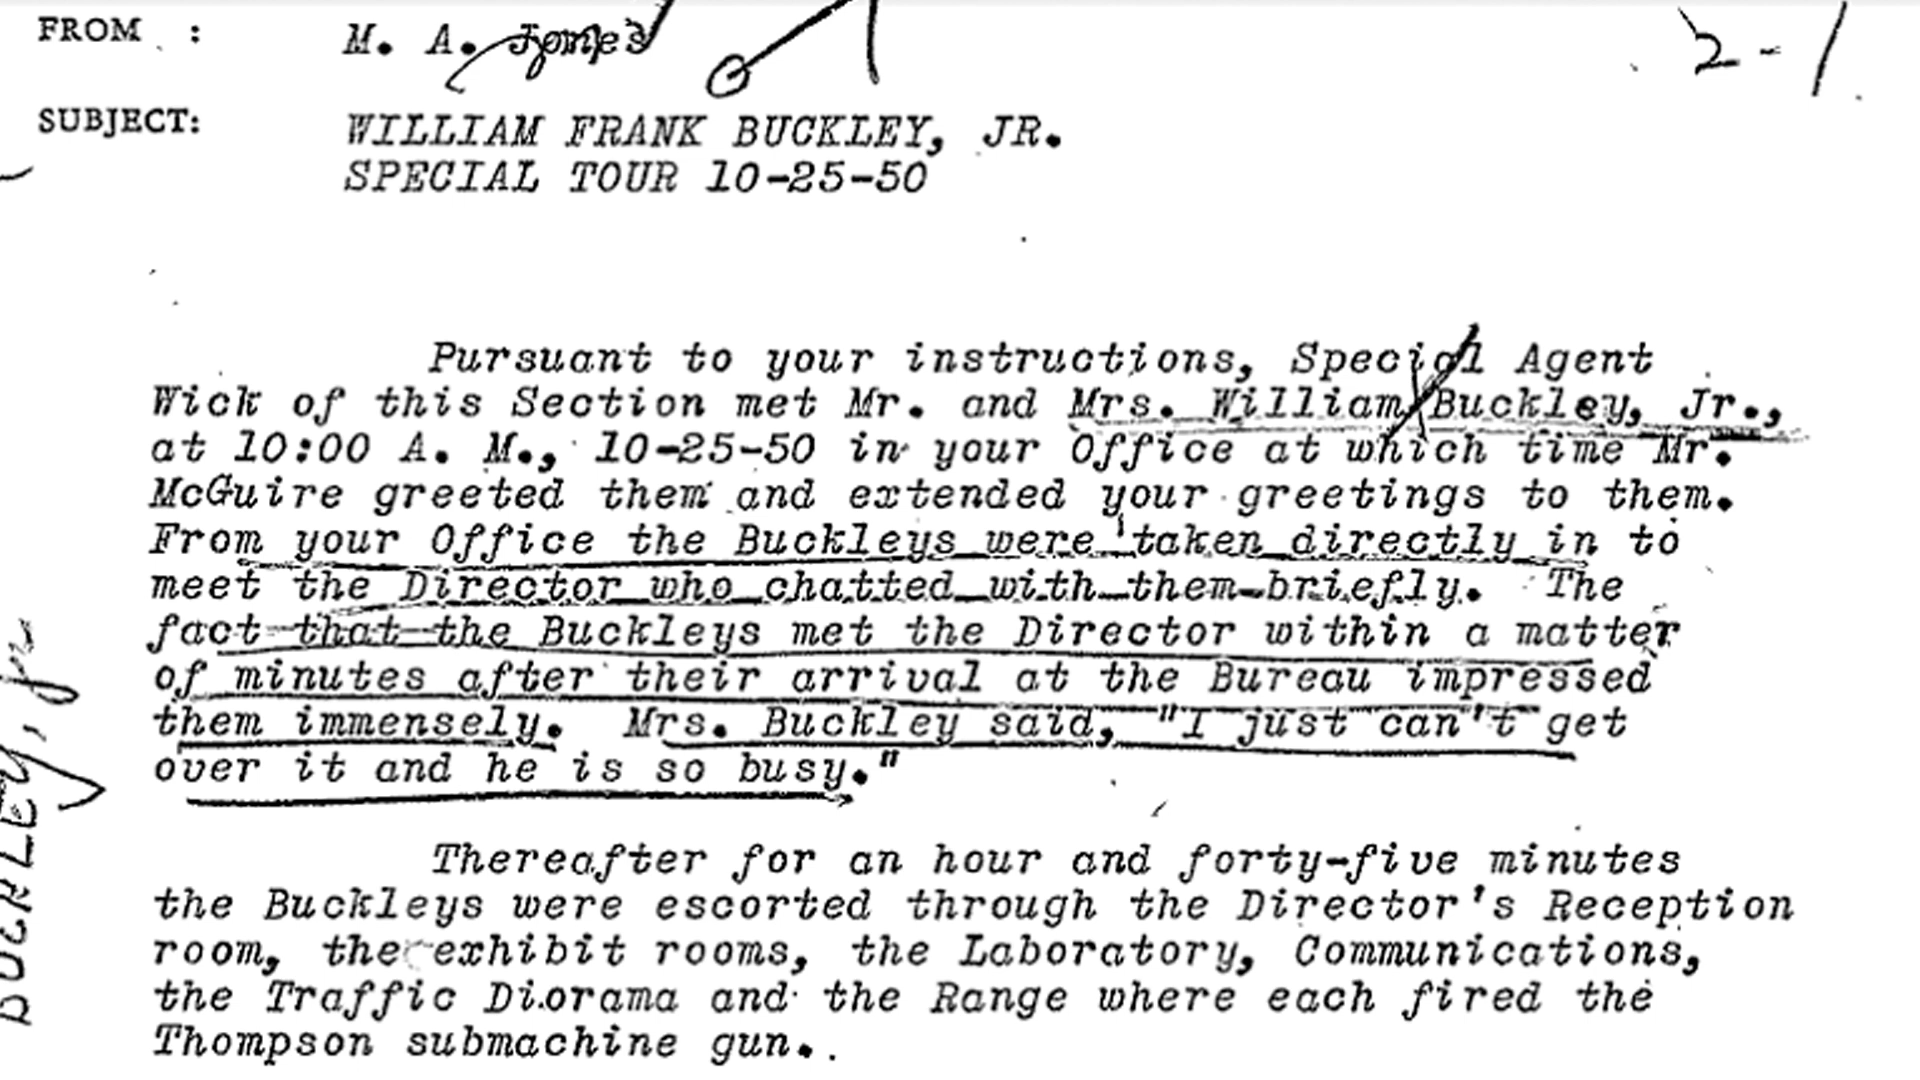 FROM :
M. A. Jones
2-1
SUBJECT:
WILLIAM FRANK BUCKLEY, JR.
SPECIAL TOUR 10-25-50
Pursuant to your instructions, Special Agent
Wick of this Section met Mr. and Mrs. William Buckley, Jr.,
at 10:00 A. M., 10-25-50 in your Office at which time Mr.
McGuire greeted them and extended your greetings to them.
From your Office the Buckleys were taken directly in to
meet the Director who chatted with them briefly. The
fact that the Buckleys met the Director within a matter
of minutes after their arrival at the Bureau impressed
them immensely. Mrs. Buckley said, "I just can't get
over it and he is so busy."
Thereafter for an hour and forty-five minutes
the Buckleys were escorted through the Director's Reception
room, the exhibit rooms, the Laboratory, Communications,
the Traffic Diorama and the Range where each fired the
Thompson submachine gun.
BUCKLEY, Jr